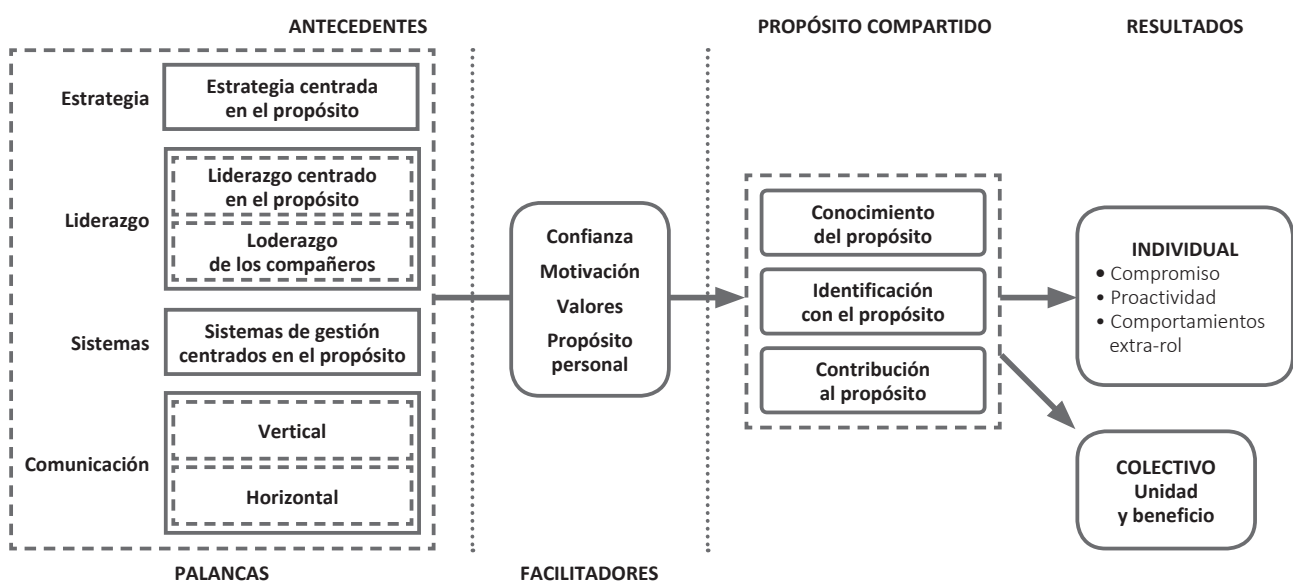 ANTECEDENTES
PROPÓSITO COMPARTIDO
RESULTADOS
Estrategia
Estrategia centrada
en el propósito
Liderazgo
Liderazgo centrado
en el propósito
Loderazgo
de los compañeros
Sistemas
Sistemas de gestión
centrados en el propósito
Comunicación
Vertical
Horizontal
Confianza
Motivación
Valores
Propósito
personal
Conocimiento
del propósito
Identificación
con el propósito
Contribución
al propósito
INDIVIDUAL
• Compromiso
• Proactividad
• Comportamientos
extra-rol
COLECTIVO
Unidad
y beneficio
PALANCAS
FACILITADORES